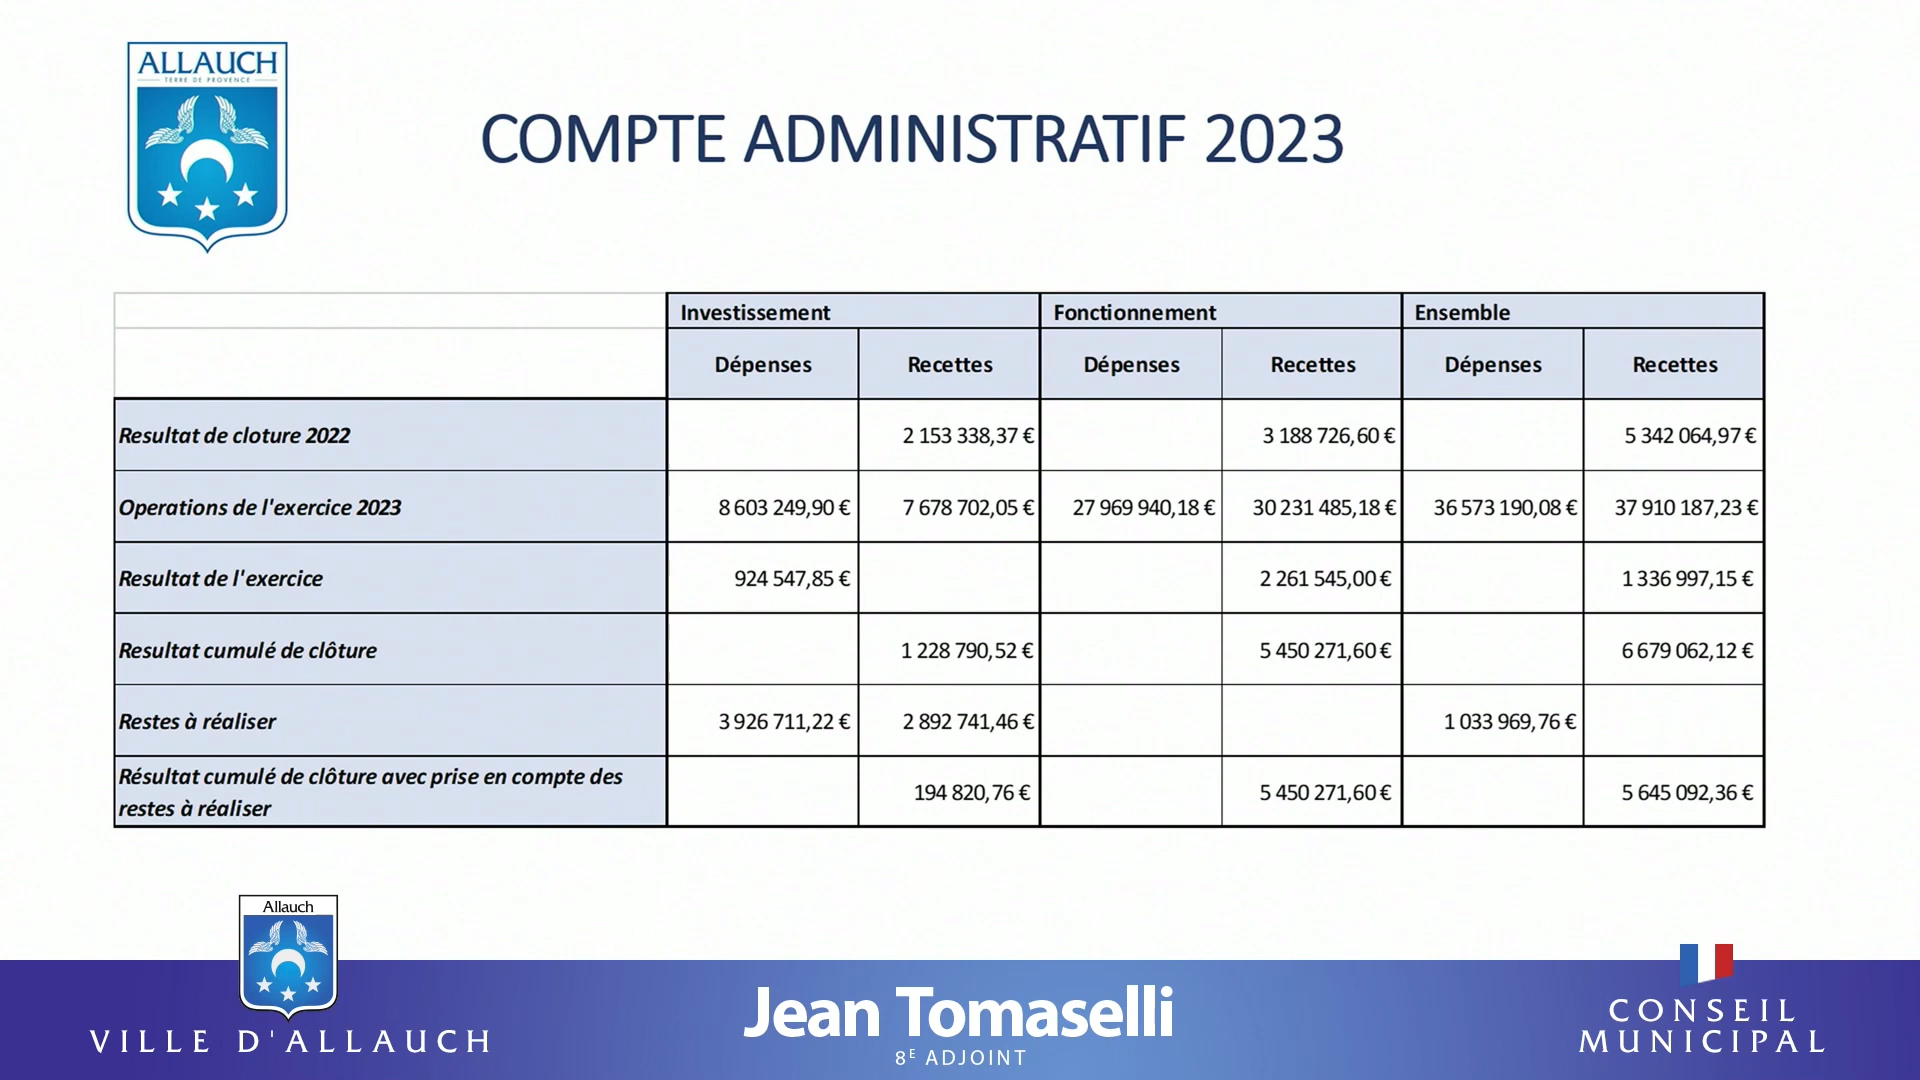 ALLAUCH
TERRE DE PROVENCE
COMPTE ADMINISTRATIF 2023
Investissement Fonctionnement Ensemble
Dépenses Recettes Dépenses Recettes Dépenses Recettes
Resultat de cloture 2022 2 153 338,37 € 3 188 726,60 € 5 342 064,97 €
Operations de l'exercice 2023 8 603 249,90 € 7 678 702,05 € 27 969 940,18 € 30 231 485,18 € 36 573 190,08 € 37 910 187,23 €
Resultat de l'exercice 924 547,85 € 2 261 545,00 € 1 336 997,15 €
Resultat cumulé de clôture 1 228 790,52 € 5 450 271,60 € 6 679 062,12 €
Restes à réaliser 3 926 711,22 € 2 892 741,46 € 1 033 969,76 €
Résultat cumulé de clôture avec prise en compte des
restes à réaliser 194 820,76 € 5 450 271,60 € 5 645 092,36 €
Allauch
VILLE D'ALLAUCH
Jean Tomaselli
8E ADJOINT
CONSEIL
MUNICIPAL